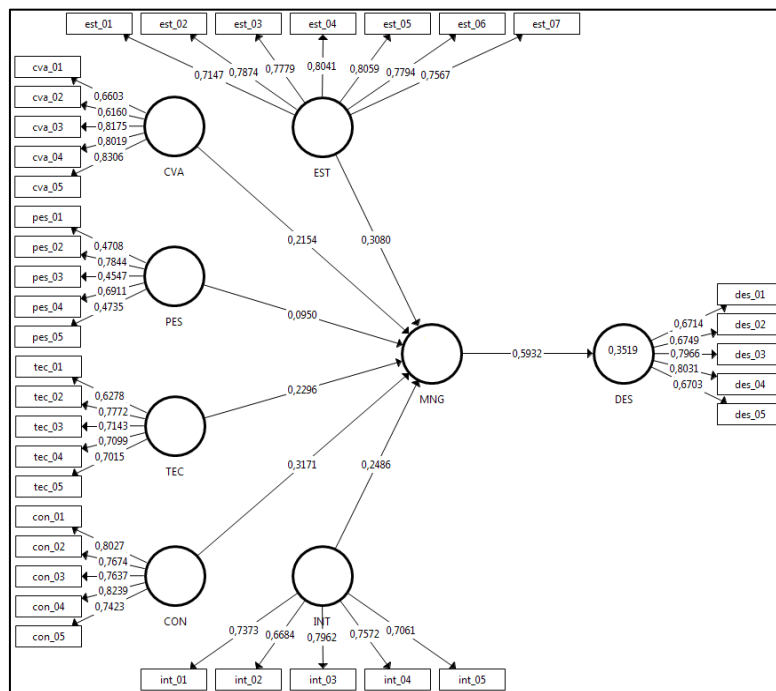 est_01 est_02 est_03 est_04 est_05 est_06 est_07
0,7147 0,7874 0,7779 0,8041 0,8059 0,7794 0,7567
EST
cva_01
cva_02
cva_03
cva_04
cva_05
0,6603
0,6160
0,8175
0,8019
0,8306
CVA
0,2154
0,3080
pes_01
pes_02
pes_03
pes_04
pes_05
0,4708
0,7844
0,4547
0,6911
0,4735
PES
0,0950
tec_01
tec_02
tec_03
tec_04
tec_05
0,6278
0,7772
0,7143
0,7099
0,7015
TEC
0,2296
con_01
con_02
con_03
con_04
con_05
0,8027
0,7674
0,7637
0,8239
0,7423
CON
0,3171
0,2486
MNG
0,5932
0,3519
DES
0,6714
0,6749
0,7966
0,8031
0,6703
des_01
des_02
des_03
des_04
des_05
INT
0,7373 0,6684 0,7962 0,7572 0,7061
int_01 int_02 int_03 int_04 int_05